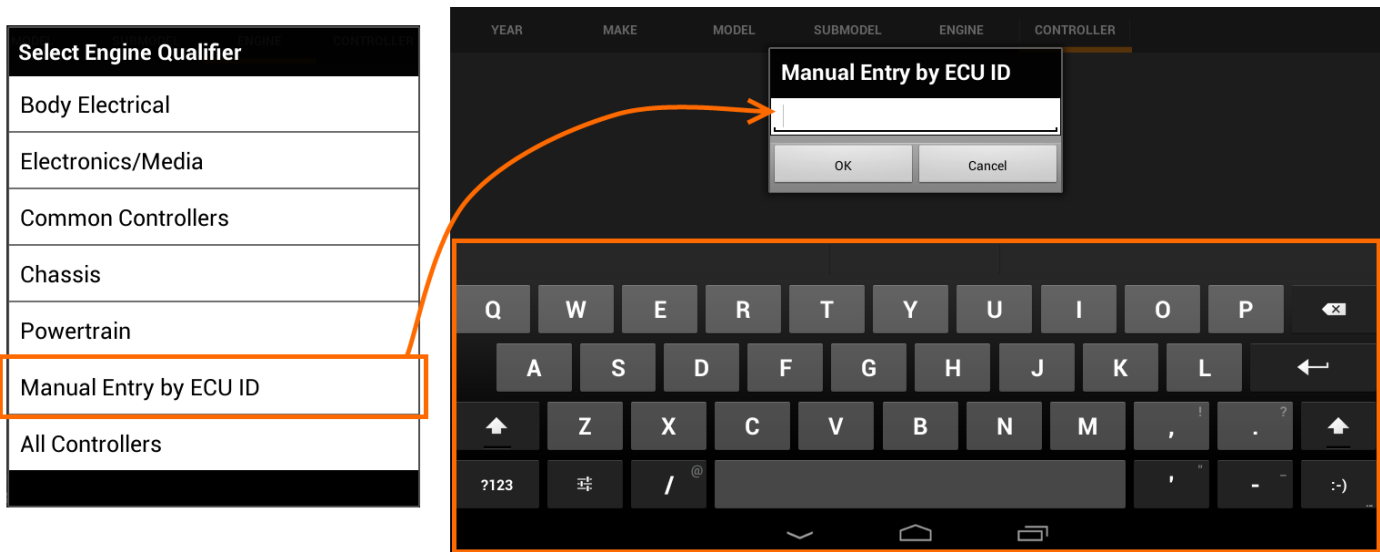 Select Engine Qualifier
Body Electrical
Electronics/Media
Common Controllers
Chassis
Powertrain
Manual Entry by ECU ID
All Controllers
YEAR MAKE MODEL SUBMODEL ENGINE CONTROLLER
Manual Entry by ECU ID
OK Cancel
Q W E R T Y U I O P
A S D F G H J K L
Z X C V B N M , ! . ?
?123 / @ ' " - _ :-)